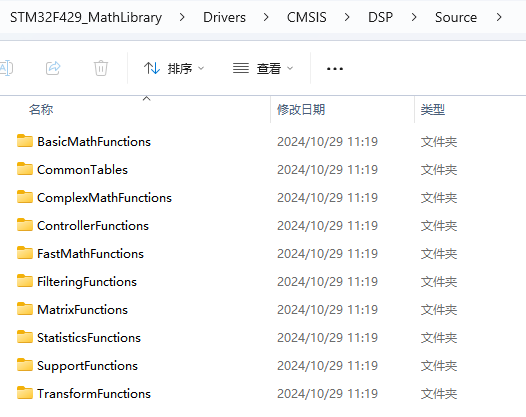 STM32F429_MathLibrary > Drivers > CMSIS > DSP > Source >
排序 查看
名称 修改日期 类型
BasicMathFunctions 2024/10/29 11:19 文件夹
CommonTables 2024/10/29 11:19 文件夹
ComplexMathFunctions 2024/10/29 11:19 文件夹
ControllerFunctions 2024/10/29 11:19 文件夹
FastMathFunctions 2024/10/29 11:19 文件夹
FilteringFunctions 2024/10/29 11:19 文件夹
MatrixFunctions 2024/10/29 11:19 文件夹
StatisticsFunctions 2024/10/29 11:19 文件夹
SupportFunctions 2024/10/29 11:19 文件夹
TransformFunctions 2024/10/29 11:19 文件夹